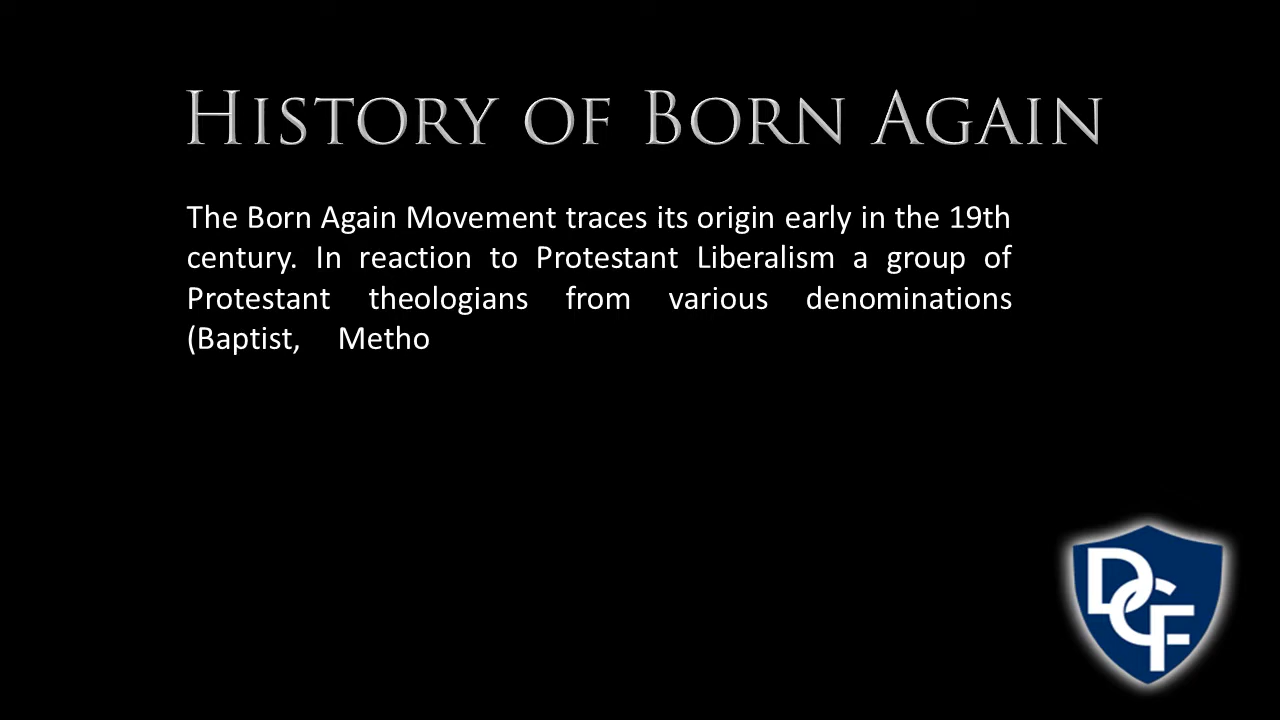 History of Born Again
The Born Again Movement traces its origin early in the 19th
century. In reaction to Protestant Liberalism a group of
Protestant theologians from various denominations
(Baptist, Metho
DCF